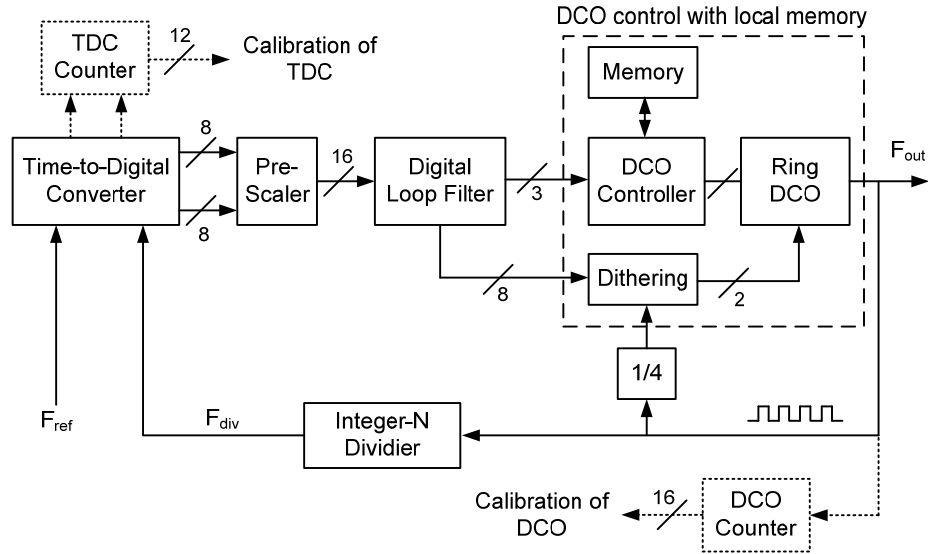 DCO control with local memory
TDC
Counter
12
Calibration of
TDC
Memory
Time-to-Digital
Converter
8
8
Pre-
Scaler
16
Digital
Loop Filter
3
DCO
Controller
Ring
DCO
Fout
8
Dithering
2
1/4
Fref
Fdiv
Integer-N
Dividier
Calibration of
DCO
16
DCO
Counter